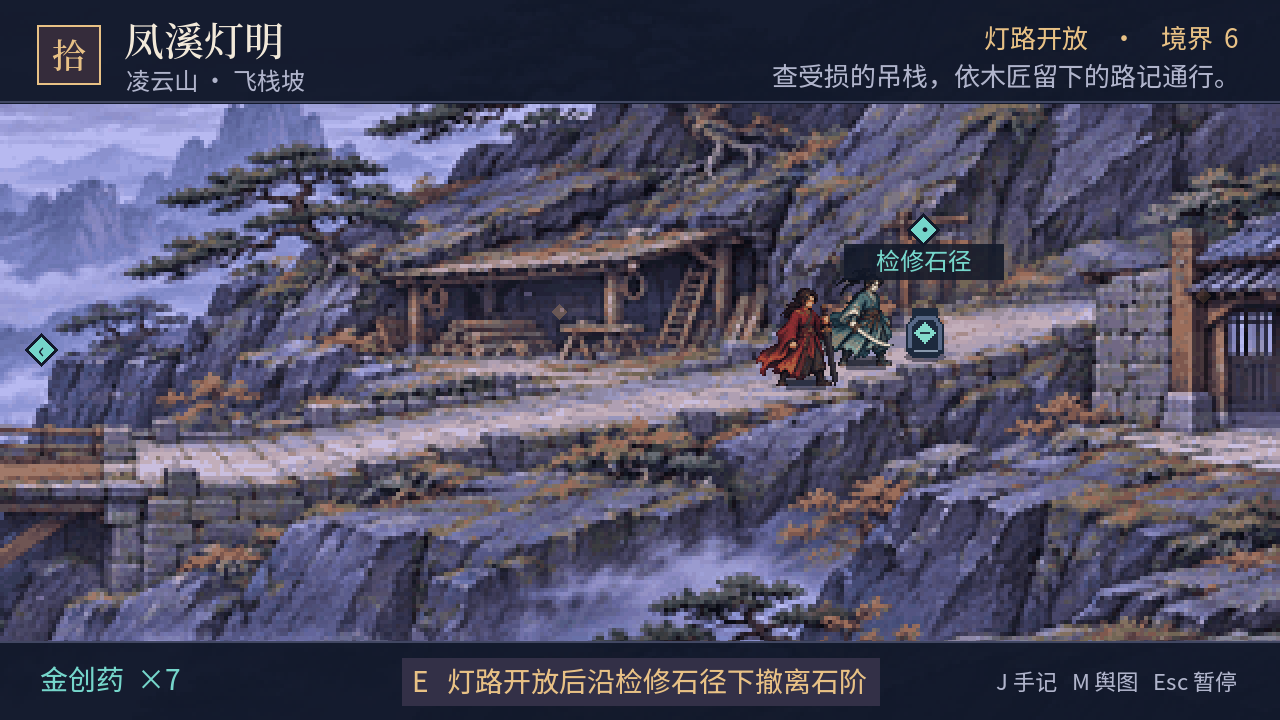 拾
凤溪灯明
凌云山 • 飞栈坡
灯路开放 • 境界 6
查受损的吊栈，依木匠留下的路记通行。
检修石径
金创药 ×7
E 灯路开放后沿检修石径下撤离石阶
J 手记 M 舆图 Esc 暂停